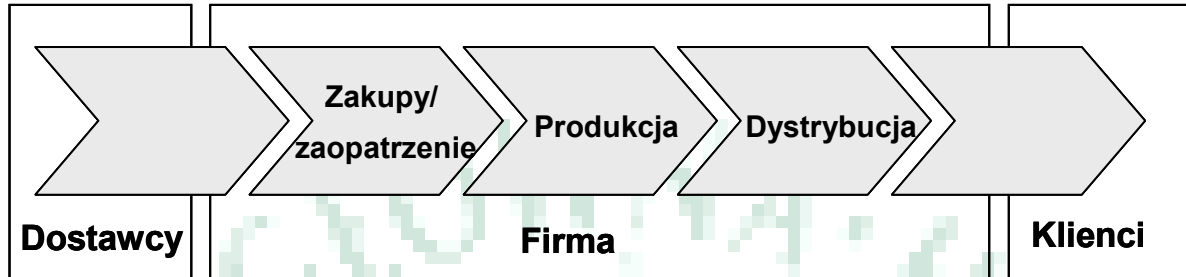 Zakupy/
zaopatrzenie
Produkcja
Dystrybucja
Dostawcy
Firma
Klienci